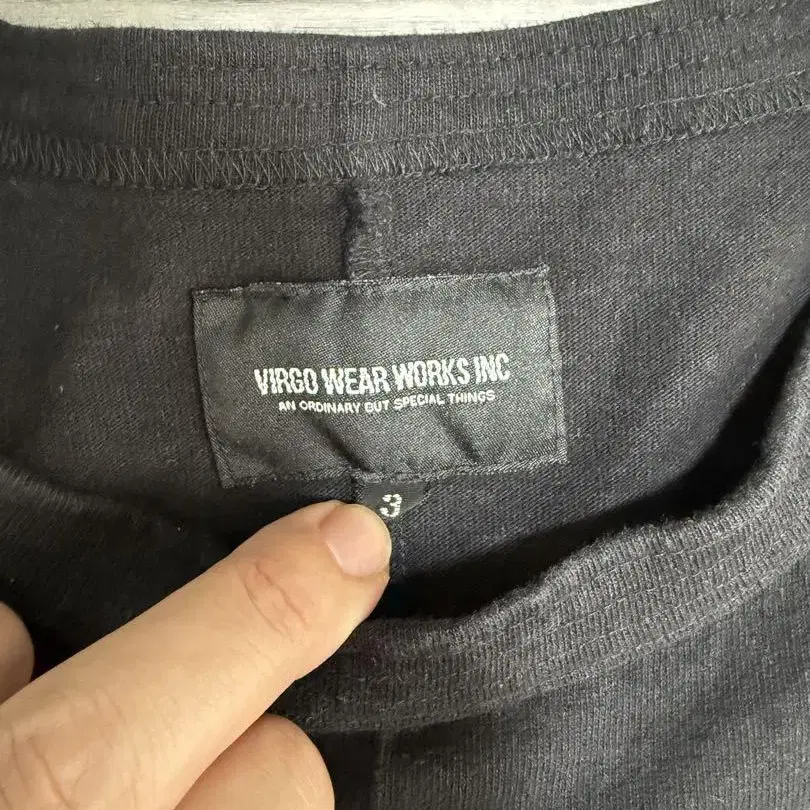 VIRGO WEAR WORKS INC
AN ORDINARY BUT SPECIAL THINGS
3